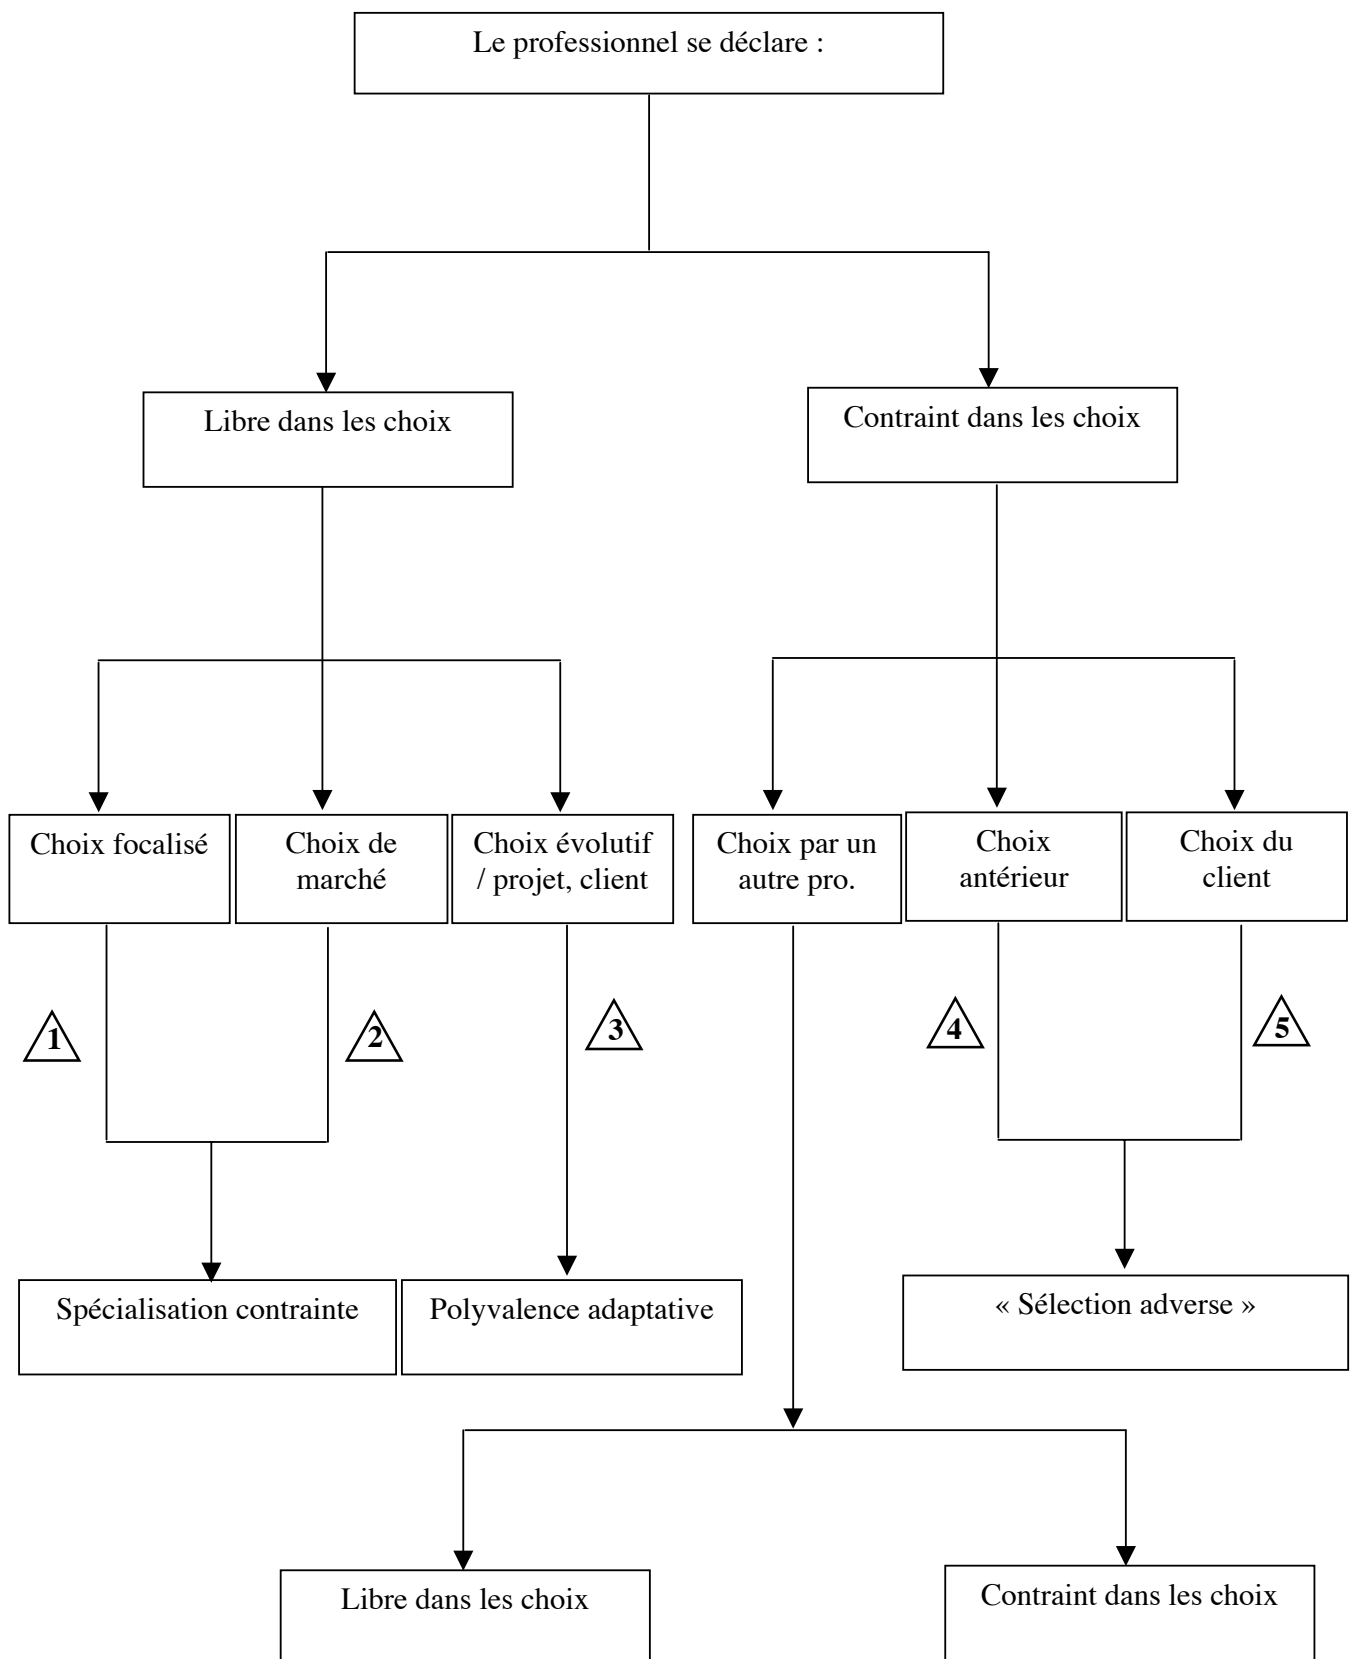 Le professionnel se déclare :
Libre dans les choix
Contraint dans les choix
Choix focalisé
Choix de
marché
Choix évolutif
/ projet, client
Choix par un
autre pro.
Choix
antérieur
Choix du
client
1
2
3
4
5
Spécialisation contrainte
Polyvalence adaptative
« Sélection adverse »
Libre dans les choix
Contraint dans les choix